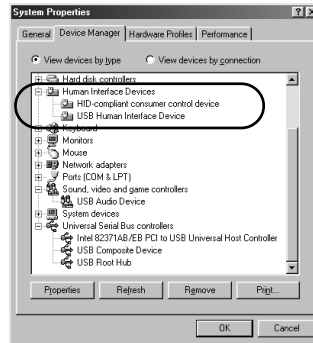 System Properties
General Device Manager Hardware Profiles Performance
View devices by type View devices by connection
Hard disk controllers
Human Interface Devices
HID-compliant consumer control device
USB Human Interface Device
Keyboard
Monitors
Mouse
Network adapters
Ports (COM & LPT)
Sound, video and game controllers
USB Audio Device
System devices
Universal Serial Bus controllers
Intel 82371AB/EB PCI to USB Universal Host Controller
USB Composite Device
USB Root Hub
Properties Refresh Remove Print...
OK Cancel